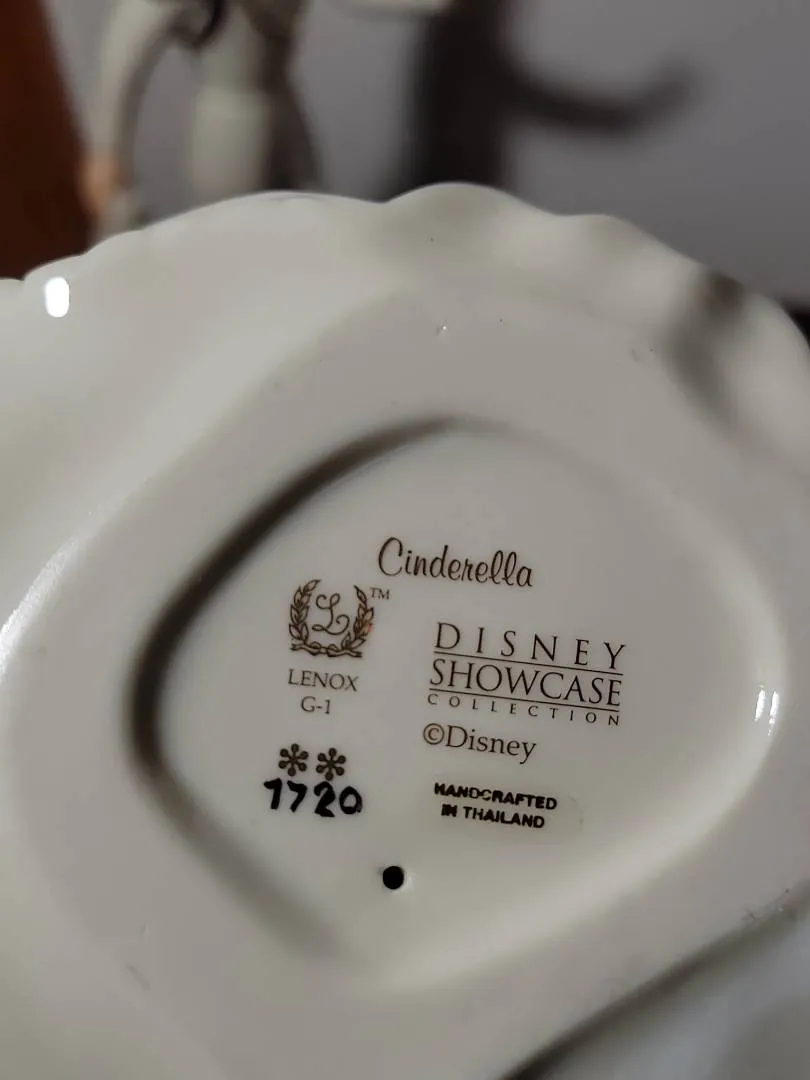 Cinderella
L TM
LENOX
G-1
DISNEY
SHOWCASE
COLLECTION
©Disney
** 
1720
HANDCRAFTED
IN THAILAND